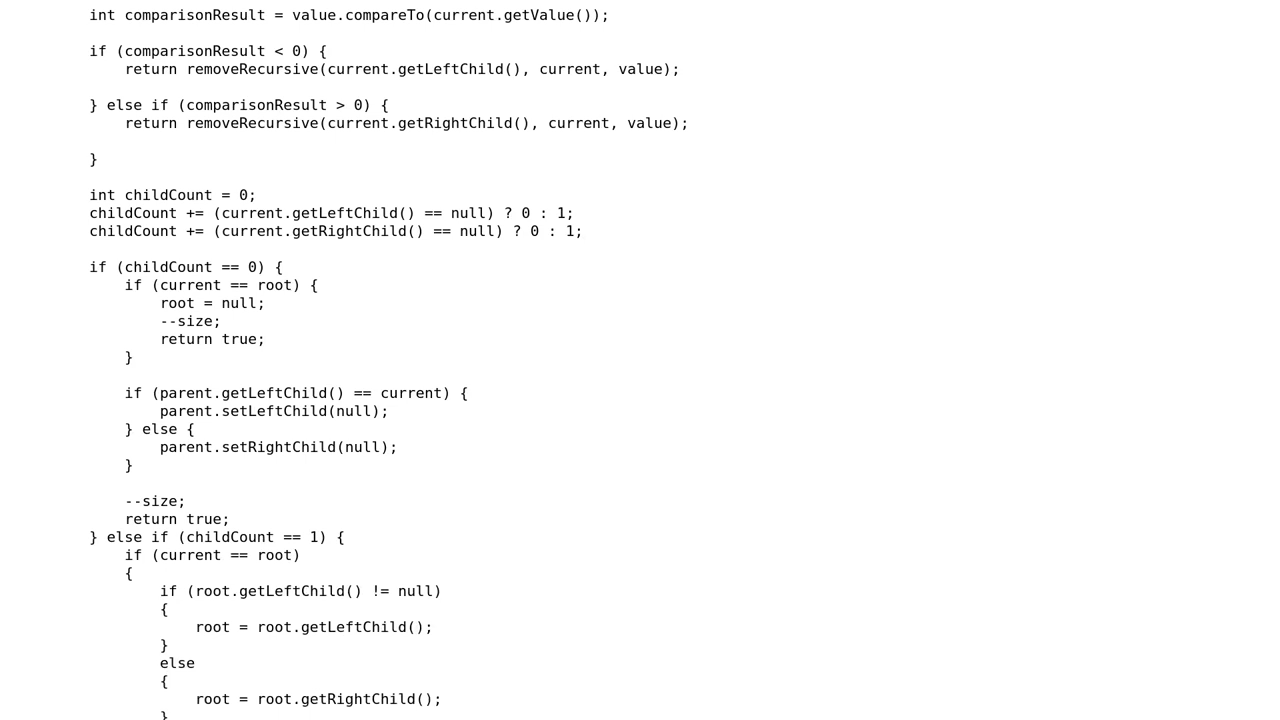 int comparisonResult = value.compareTo(current.getValue());
if (comparisonResult < 0) {
return removeRecursive(current.getLeftChild(), current, value);
} else if (comparisonResult > 0) {
return removeRecursive(current.getRightChild(), current, value);
}
int childCount = 0;
childCount += (current.getLeftChild() == null) ? 0 : 1;
childCount += (current.getRightChild() == null) ? 0 : 1;
if (childCount == 0) {
if (current == root) {
root = null;
--size;
return true;
}
if (parent.getLeftChild() == current) {
parent.setLeftChild(null);
} else {
parent.setRightChild(null);
}
--size;
return true;
} else if (childCount == 1) {
if (current == root)
{
if (root.getLeftChild() != null)
{
root = root.getLeftChild();
}
else
{
root = root.getRightChild();
}